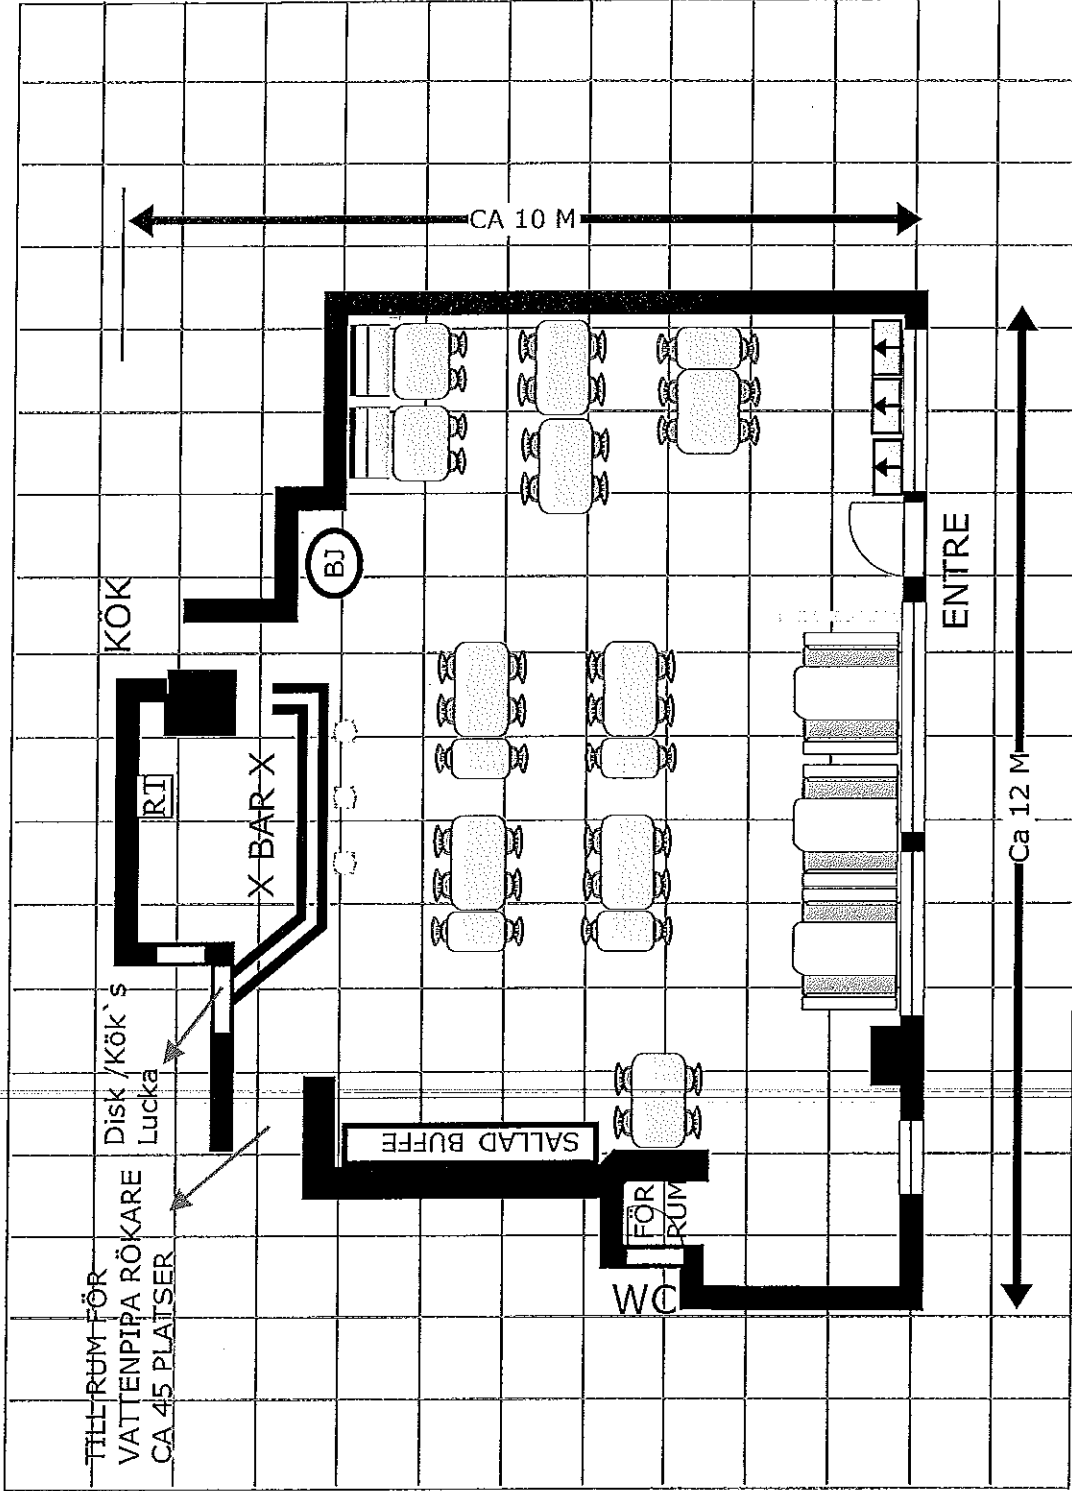 CA 10 M
KÖK
BJ
ENTRE
RT
X BAR X
Ca 12 M
Disk /Kök`s
Lucka
SALLAD BUFFE
TILL RUM FÖR
VATTENPIPA RÖKARE
CA 45 PLATSER
FÖR
RUM
WC